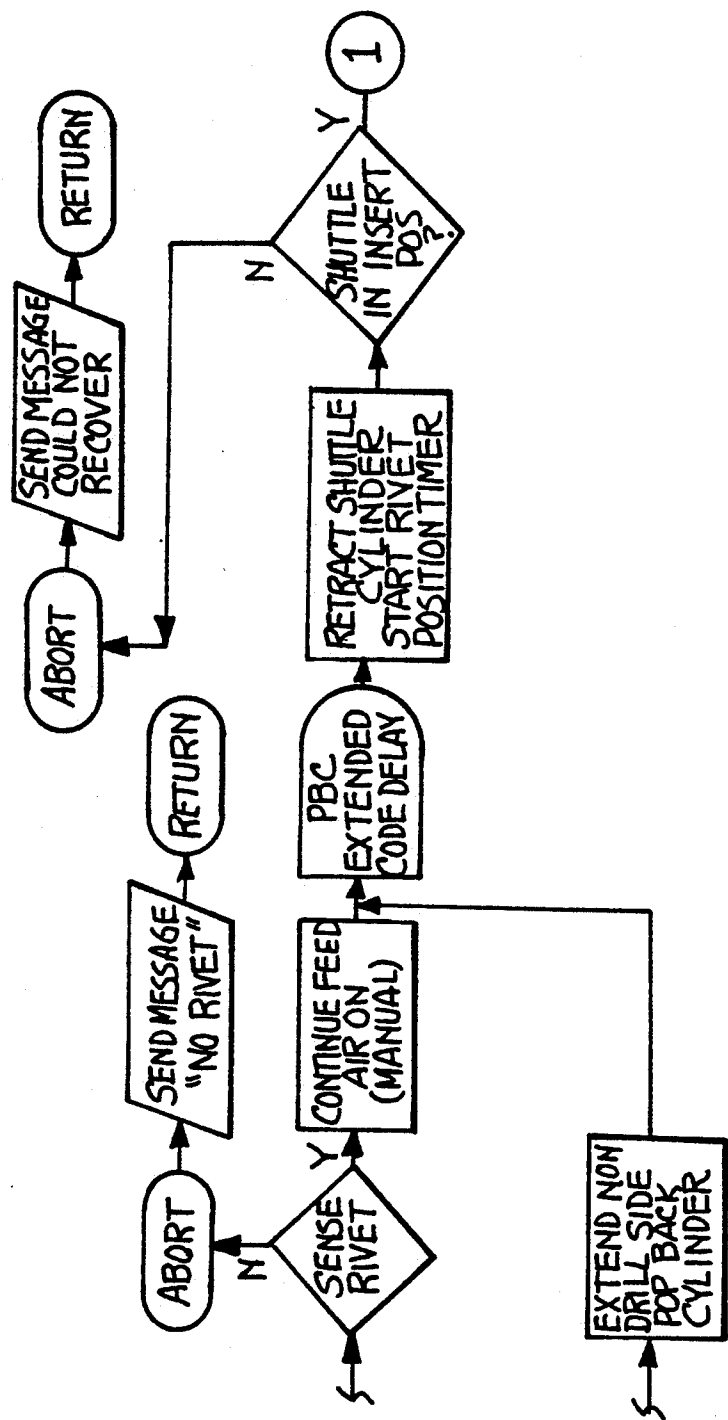 SENSE
RIVET
N
Y
ABORT
SEND MESSAGE
"NO RIVET"
RETURN
CONTINUE FEED
AIR ON
(MANUAL)
EXTEND NON
DRILL SIDE
POP BACK
CYLINDER
PBC
EXTENDED
CODE DELAY
RETRACT SHUTTLE
CYLINDER
START RIVET
POSITION TIMER
SHUTTLE
IN INSERT
POS
?
N
Y
ABORT
SEND MESSAGE
COULD NOT
RECOVER
RETURN
1